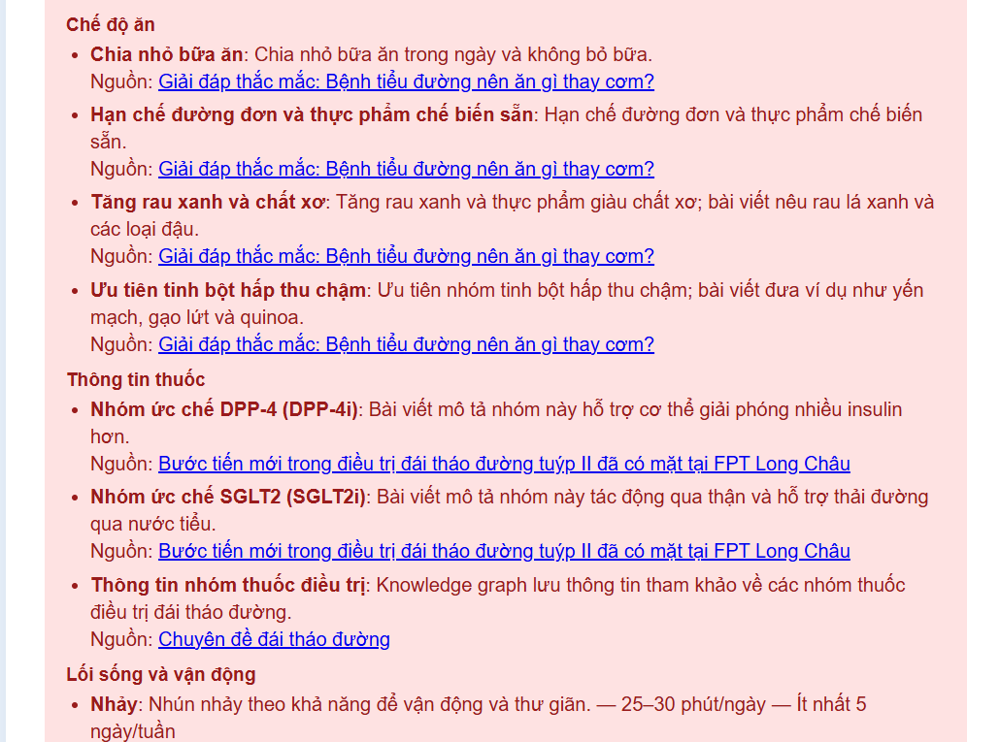 Chế độ ăn
• Chia nhỏ bữa ăn: Chia nhỏ bữa ăn trong ngày và không bỏ bữa.
Nguồn: Giải đáp thắc mắc: Bệnh tiểu đường nên ăn gì thay cơm?
• Hạn chế đường đơn và thực phẩm chế biến sẵn: Hạn chế đường đơn và thực phẩm chế biến
sẵn.
Nguồn: Giải đáp thắc mắc: Bệnh tiểu đường nên ăn gì thay cơm?
• Tăng rau xanh và chất xơ: Tăng rau xanh và thực phẩm giàu chất xơ; bài viết nêu rau lá xanh và
các loại đậu.
Nguồn: Giải đáp thắc mắc: Bệnh tiểu đường nên ăn gì thay cơm?
• Ưu tiên tinh bột hấp thu chậm: Ưu tiên nhóm tinh bột hấp thu chậm; bài viết đưa ví dụ như yến
mạch, gạo lứt và quinoa.
Nguồn: Giải đáp thắc mắc: Bệnh tiểu đường nên ăn gì thay cơm?
Thông tin thuốc
• Nhóm ức chế DPP-4 (DPP-4i): Bài viết mô tả nhóm này hỗ trợ cơ thể giải phóng nhiều insulin
hơn.
Nguồn: Bước tiến mới trong điều trị đái tháo đường tuýp II đã có mặt tại FPT Long Châu
• Nhóm ức chế SGLT2 (SGLT2i): Bài viết mô tả nhóm này tác động qua thận và hỗ trợ thải đường
qua nước tiểu.
Nguồn: Bước tiến mới trong điều trị đái tháo đường tuýp II đã có mặt tại FPT Long Châu
• Thông tin nhóm thuốc điều trị: Knowledge graph lưu thông tin tham khảo về các nhóm thuốc
điều trị đái tháo đường.
Nguồn: Chuyên đề đái tháo đường
Lối sống và vận động
• Nhảy: Nhún nhảy theo khả năng để vận động và thư giãn. — 25–30 phút/ngày — Ít nhất 5
ngày/tuần